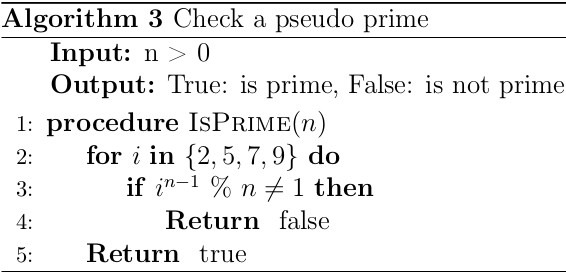 Algorithm 3 Check a pseudo prime
Input: n > 0
Output: True: is prime, False: is not prime
1: procedure IsPrime(n)
2: for i in {2, 5, 7, 9} do
3: if i^{n−1} % n ≠ 1 then
4: Return false
5: Return true